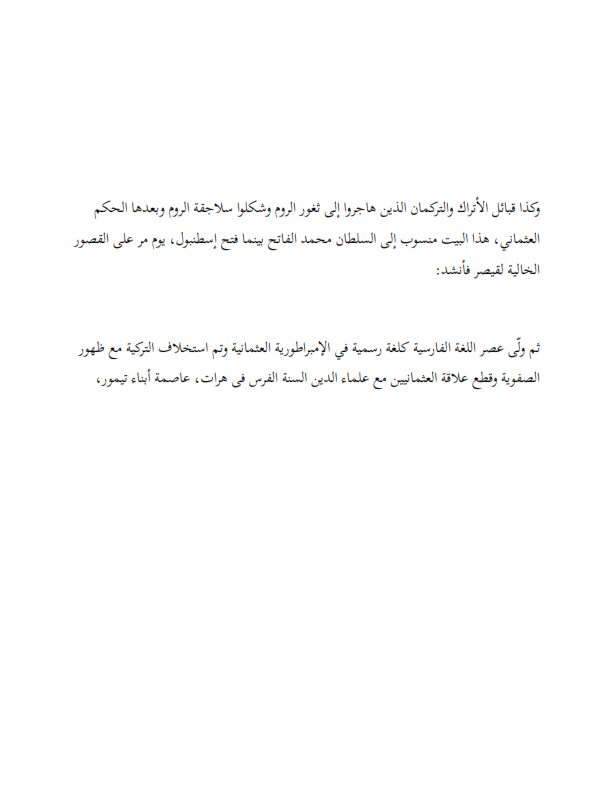 وكذا قبائل الأتراك والتركمان الذين هاجروا إلى ثغور الروم وشكلوا سلاجقة الروم وبعدها الحكم
العثماني، هذا البيت منسوب إلى السلطان محمد الفاتح بينما فتح إسطنبول، يوم مر على القصور
الخالية لقيصر فأنشد:
ثم ولّى عصر اللغة الفارسية كلغة رسمية في الإمبراطورية العثمانية وتم استخلاف التركية مع ظهور
الصفوية وقطع علاقة العثمانيين مع علماء الدين السنة الفرس فى هرات، عاصمة أبناء تيمور،